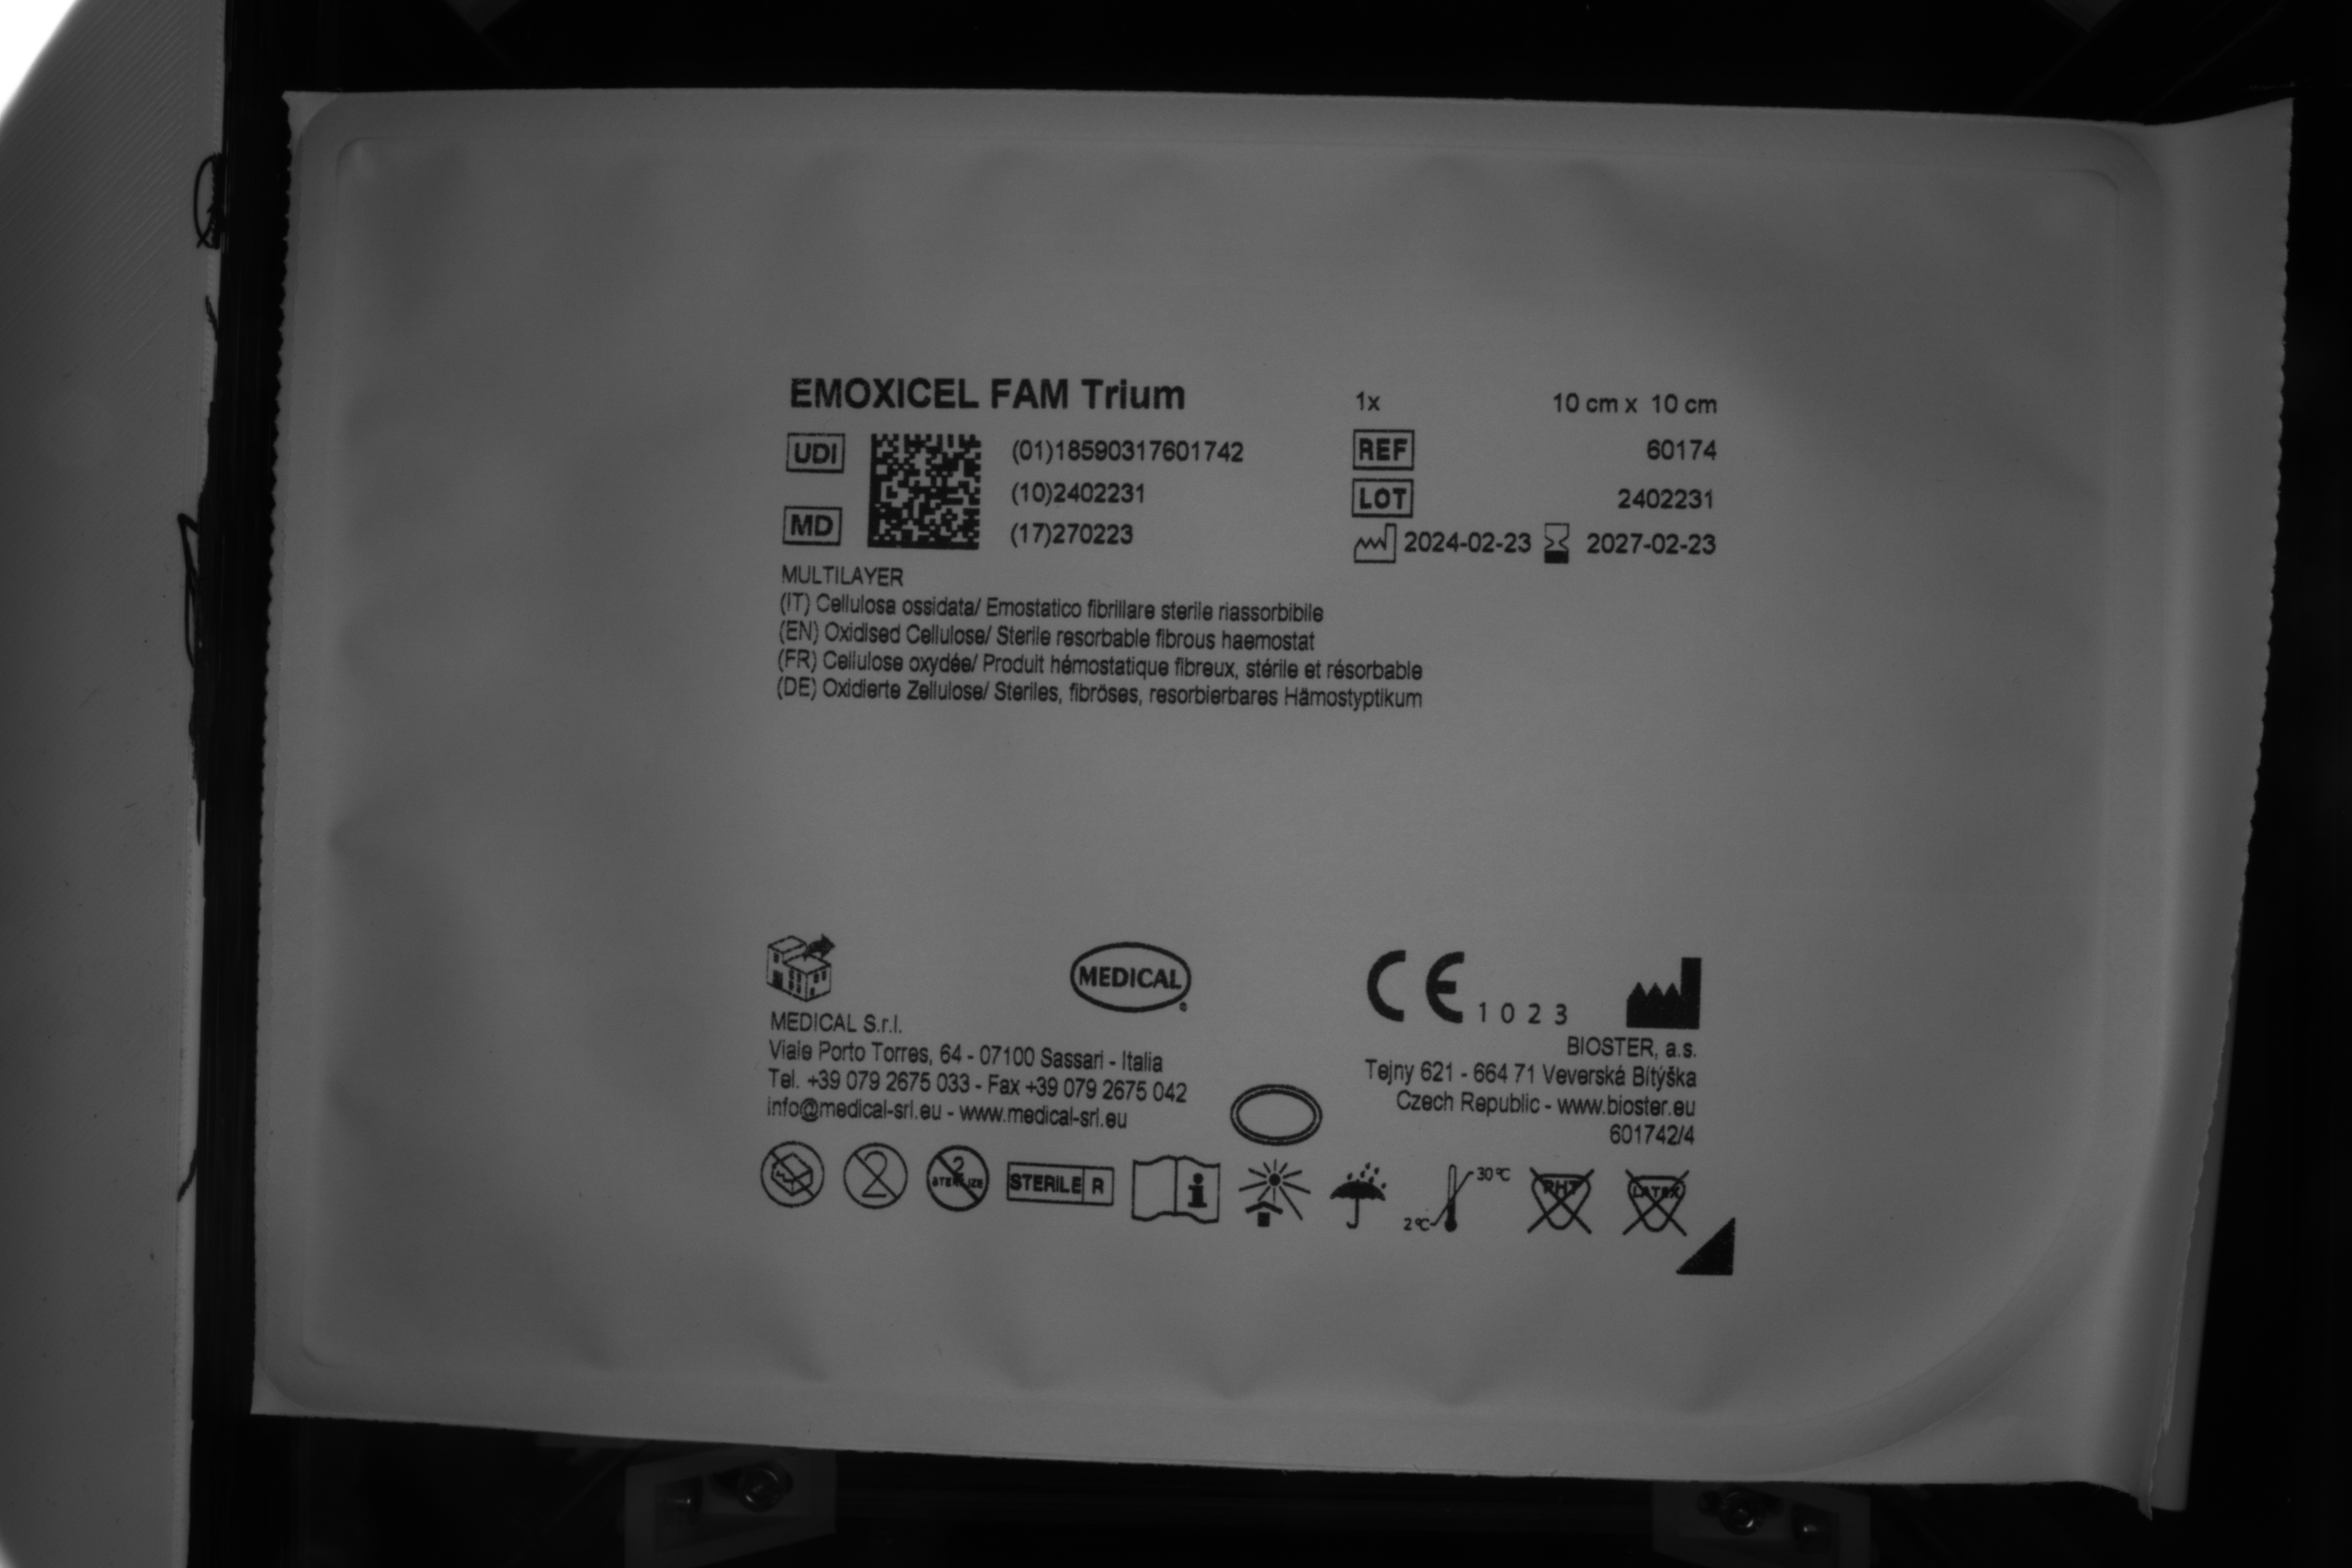 EMOXICEL FAM Trium
1x 10 cm x 10 cm
UDI (01)18590317601742
REF 60174
(10)2402231
LOT 2402231
MD (17)270223
2024-02-23 2027-02-23
MULTILAYER
(IT) Cellulosa ossidata/ Emostatico fibrillare sterile riassorbibile
(EN) Oxidised Cellulose/ Sterile resorbable fibrous haemostat
(FR) Cellulose oxydée/ Produit hémostatique fibreux, stérile et résorbable
(DE) Oxidierte Zellulose/ Steriles, fibröses, resorbierbares Hämostyptikum
MEDICAL
CE 1023
MEDICAL S.r.l.
Viale Porto Torres, 64 - 07100 Sassari - Italia
Tel. +39 079 2675 033 - Fax +39 079 2675 042
info@medical-srl.eu - www.medical-srl.eu
BIOSTER, a.s.
Tejny 621 - 664 71 Veverská Bítýška
Czech Republic - www.bioster.eu
601742/4
2
2
STERILIZE
STERILE R
i
2°C
30°C
PHT
LATEX